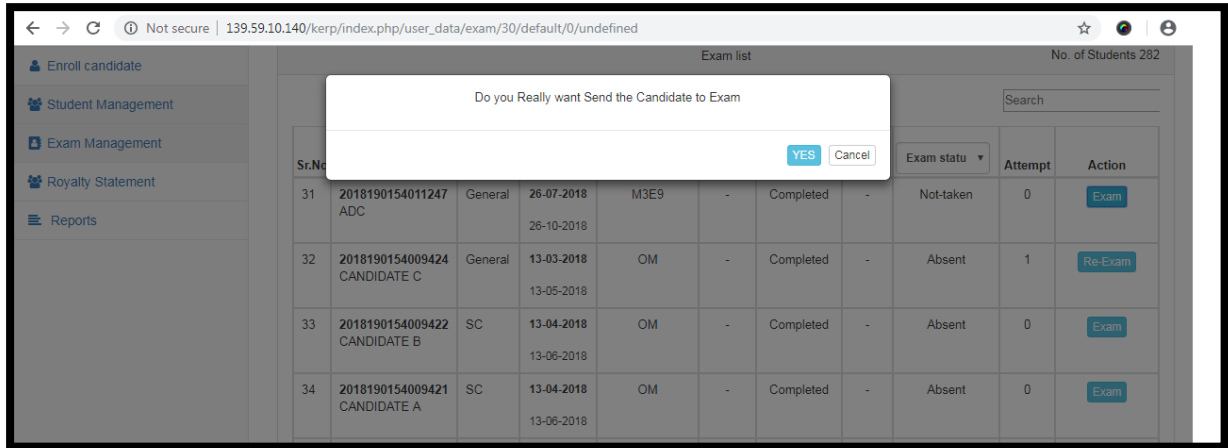 Not secure | 139.59.10.140/kerp/index.php/user_data/exam/30/default/0/undefined
Enroll candidate
Student Management
Exam Management
Royalty Statement
Reports
Exam list
No. of Students 282
Do you Really want Send the Candidate to Exam
YES Cancel
Search
Sr.No Exam statu Attempt Action
31 2018190154011247 General 26-07-2018 M3E9 - Completed - Not-taken 0 Exam
ADC
26-10-2018
32 2018190154009424 General 13-03-2018 OM - Completed - Absent 1 Re-Exam
CANDIDATE C
13-05-2018
33 2018190154009422 SC 13-04-2018 OM - Completed - Absent 0 Exam
CANDIDATE B
13-06-2018
34 2018190154009421 SC 13-04-2018 OM - Completed - Absent 0 Exam
CANDIDATE A
13-06-2018